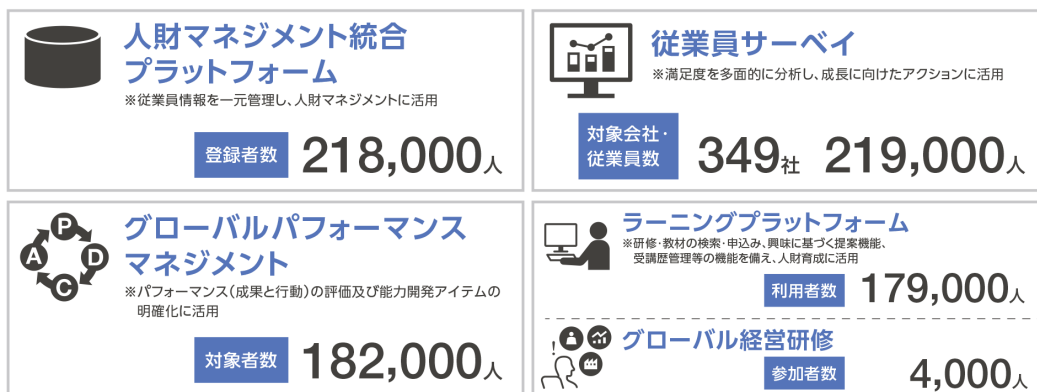 人財マネジメント統合
プラットフォーム
※従業員情報を一元管理し、人財マネジメントに活用
登録者数 218,000人
従業員サーベイ
※満足度を多面的に分析し、成長に向けたアクションに活用
対象会社・
従業員数
349社 219,000人
P
D
C
A
グローバルパフォーマンス
マネジメント
※パフォーマンス(成果と行動)の評価及び能力開発アイテムの
明確化に活用
対象者数 182,000人
ラーニングプラットフォーム
※研修・教材の検索・申込み、興味に基づく提案機能、
受講歴管理等の機能を備え、人財育成に活用
利用者数 179,000人
!
グローバル経営研修
参加者数 4,000人